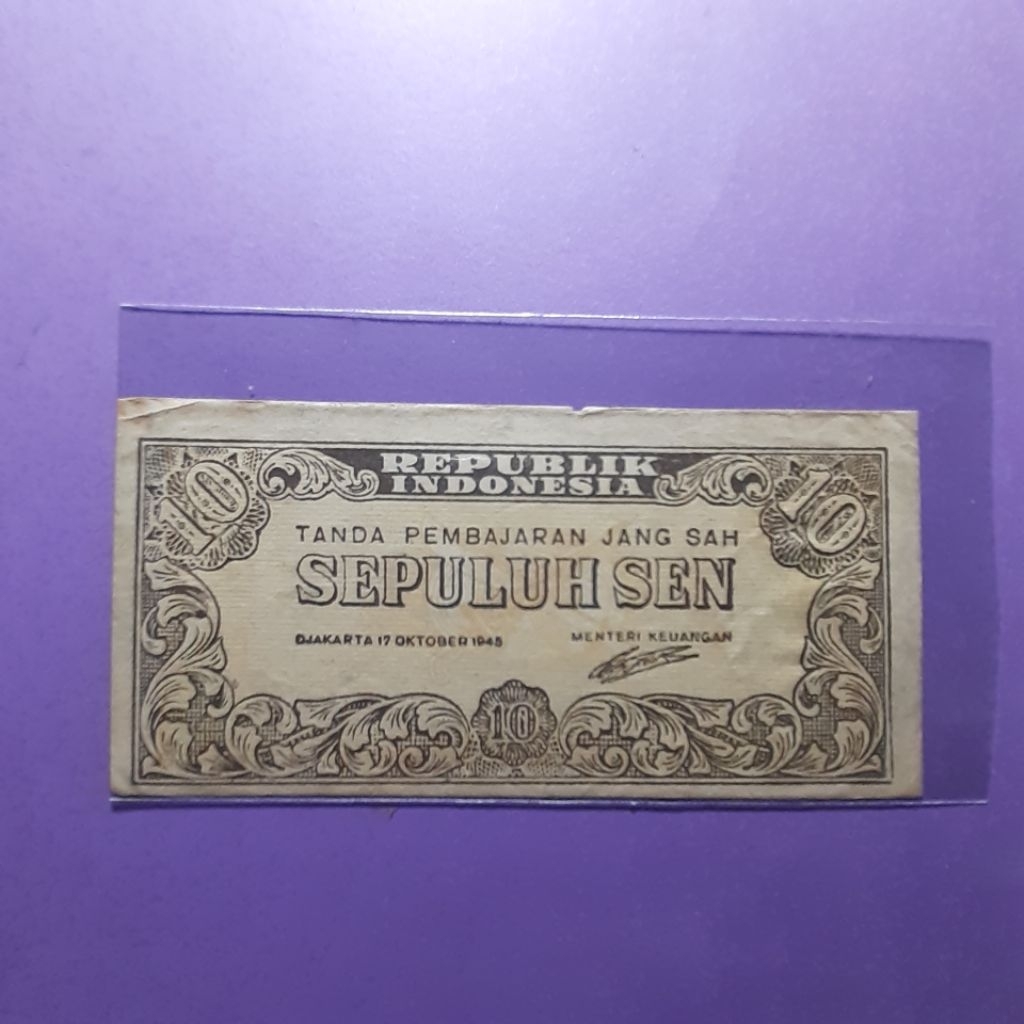 10
REPUBLIK
INDONESIA
10
TANDA PEMBAJARAN JANG SAH
SEPULUH SEN
DJAKARTA 17 OKTOBER 1945
MENTERI KEUANGAN
10